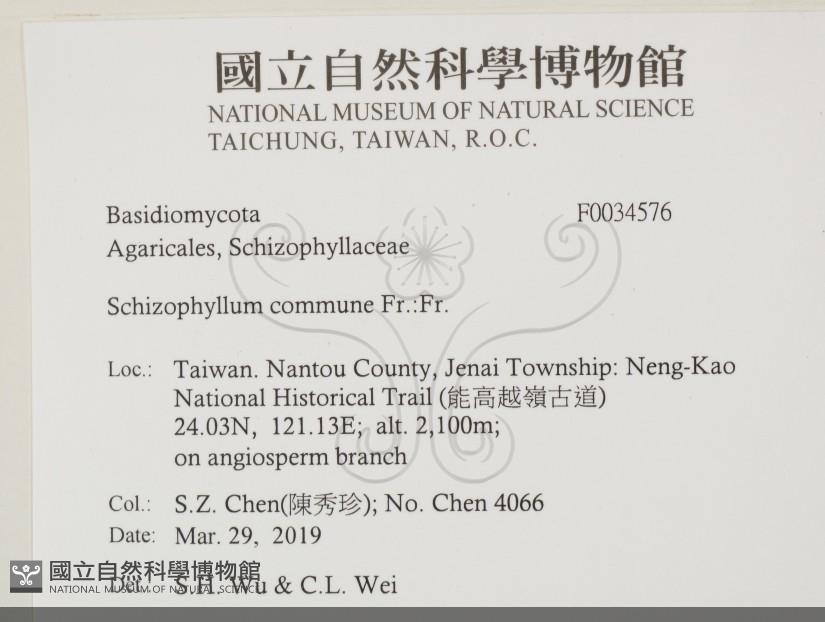 國立自然科學博物館
NATIONAL MUSEUM OF NATURAL SCIENCE
TAICHUNG, TAIWAN, R.O.C.
Basidiomycota F0034576
Agaricales, Schizophyllaceae
Schizophyllum commune Fr.:Fr.
Loc.: Taiwan. Nantou County, Jenai Township: Neng-Kao
National Historical Trail (能高越嶺古道)
24.03N, 121.13E; alt. 2,100m;
on angiosperm branch
Col.: S.Z. Chen(陳秀珍); No. Chen 4066
Date: Mar. 29, 2019
Det.: S.H. Wu & C.L. Wei
國立自然科學博物館
NATIONAL MUSEUM OF NATURAL SCIENCE